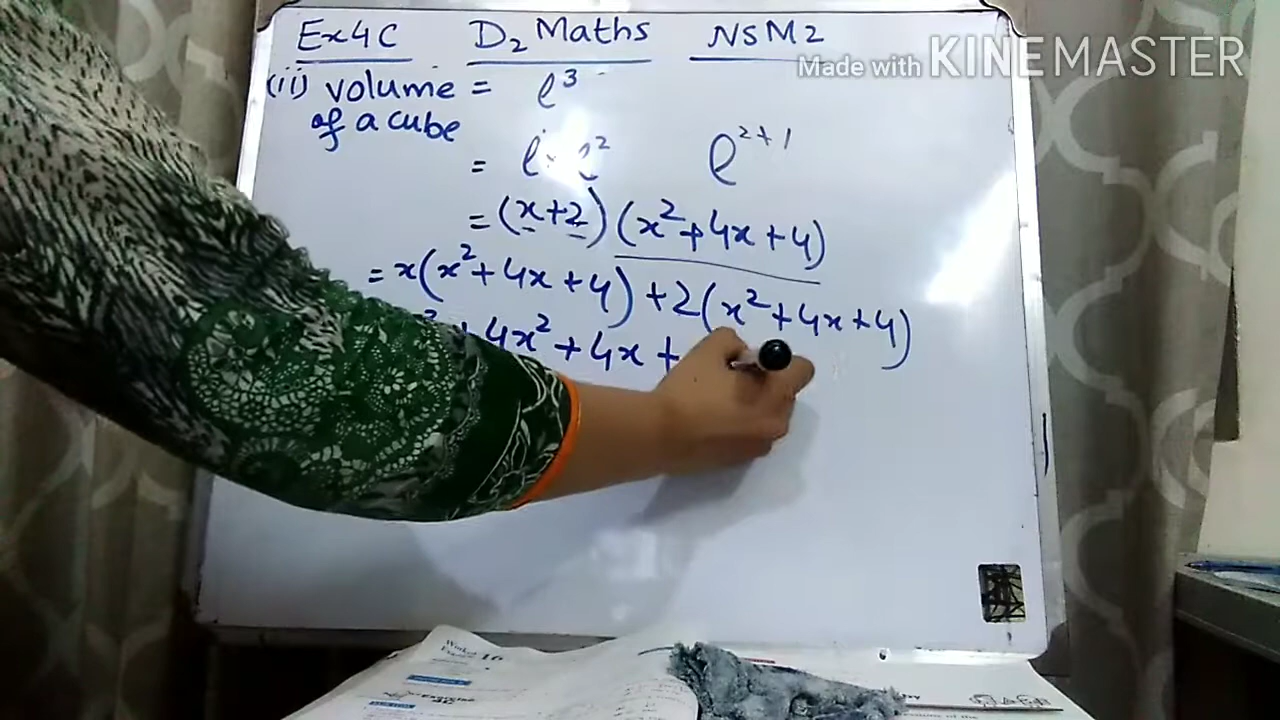 Ex4C D₂ Maths NSM2
Made with KINEMASTER
(ii) volume = l³
of a cube
= l · l² l²⁺¹
= (x+2)(x²+4x+4)
= x(x²+4x+4) +2(x²+4x+4)
+ 4x² + 4x +